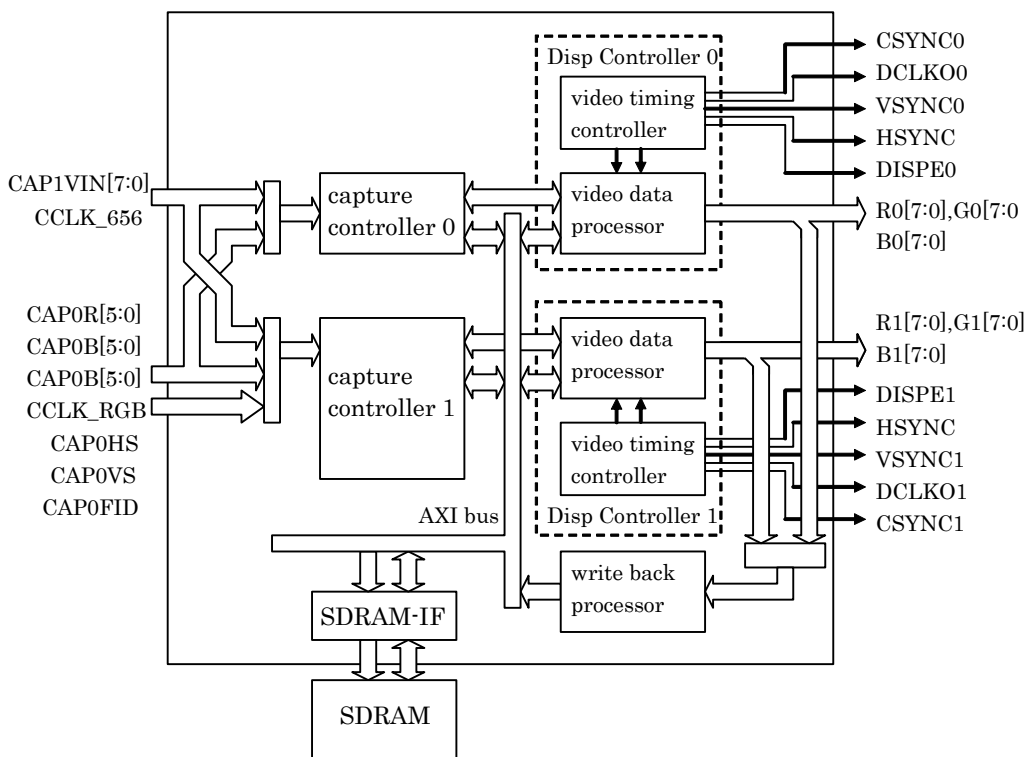 CAP1VIN[7:0]
CCLK_656
CAP0R[5:0]
CAP0B[5:0]
CAP0B[5:0]
CCLK_RGB
CAP0HS
CAP0VS
CAP0FID
capture
controller 0
capture
controller 1
Disp Controller 0
video timing
controller
video data
processor
video data
processor
video timing
controller
Disp Controller 1
AXI bus
write back
processor
SDRAM-IF
SDRAM
CSYNC0
DCLKO0
VSYNC0
HSYNC
DISPE0
R0[7:0],G0[7:0
B0[7:0]
R1[7:0],G1[7:0]
B1[7:0]
DISPE1
HSYNC
VSYNC1
DCLKO1
CSYNC1